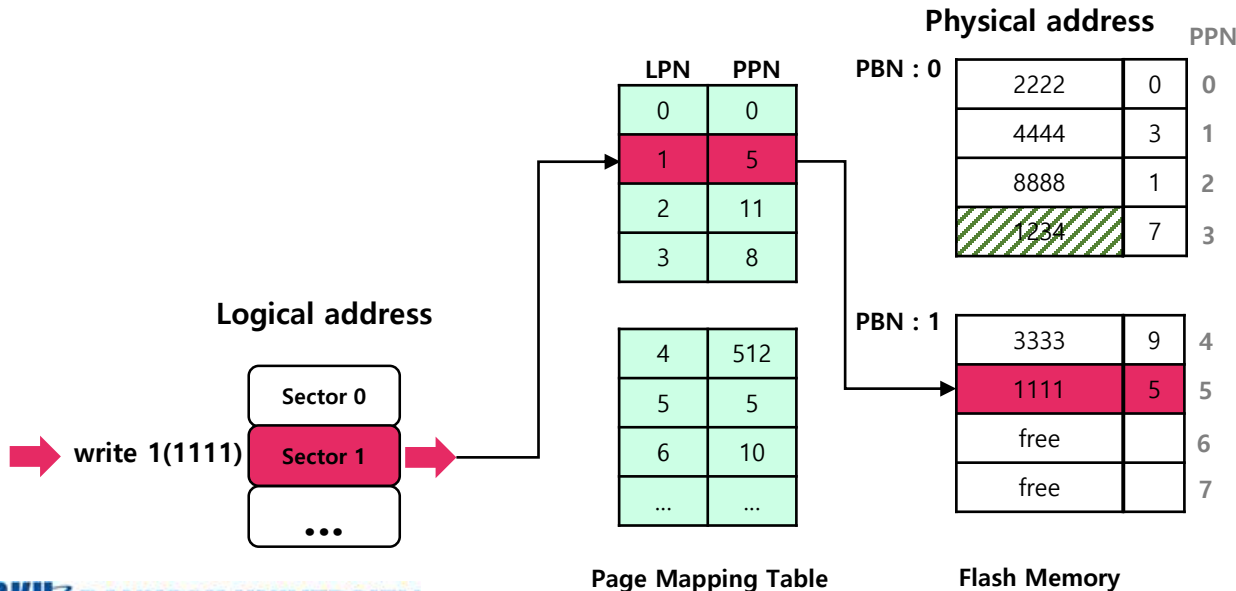 Physical address
PPN
LPN PPN
PBN : 0
0 0
1 5
2 11
3 8
2222 0 0
4444 3 1
8888 1 2
1234 7 3
Logical address
PBN : 1
4 512
5 5
6 10
... ...
3333 9 4
1111 5 5
free 6
free 7
Sector 0
write 1(1111) Sector 1
...
Page Mapping Table
Flash Memory